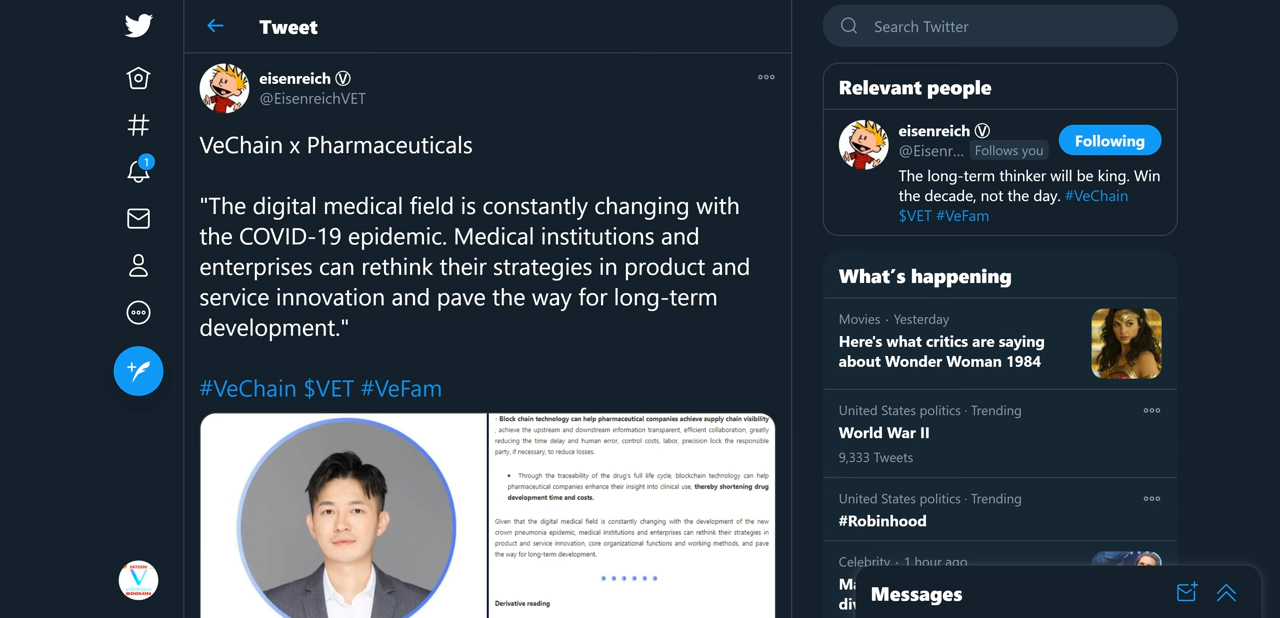 Tweet
eisenreich Ⓥ
@EisenreichVET
VeChain x Pharmaceuticals
"The digital medical field is constantly changing with
the COVID-19 epidemic. Medical institutions and
enterprises can rethink their strategies in product and
service innovation and pave the way for long-term
development."
#VeChain $VET #VeFam
· Block chain technology can help pharmaceutical companies achieve supply chain visibility
, achieve the upstream and downstream information transparent, efficient collaboration, greatly
reducing the time delay and human error, control costs, labor, precision lock the responsible
party, if necessary, to reduce losses.
• Through the traceability of the drug's full life cycle, blockchain technology can help
pharmaceutical companies enhance their insight into clinical use, thereby shortening drug
development time and costs.
Given that the digital medical field is constantly changing with the development of the new
crown pneumonia epidemic, medical institutions and enterprises can rethink their strategies in
product and service innovation, core organizational functions and working methods, and pave
the way for long-term development.
Derivative reading
1
Search Twitter
Relevant people
eisenreich Ⓥ
@Eisenr... Follows you
Following
The long-term thinker will be king. Win
the decade, not the day. #VeChain
$VET #VeFam
What's happening
Movies · Yesterday
Here's what critics are saying
about Wonder Woman 1984
United States politics · Trending
World War II
9,333 Tweets
United States politics · Trending
#Robinhood
Celebrity · 1 hour ago
Messages